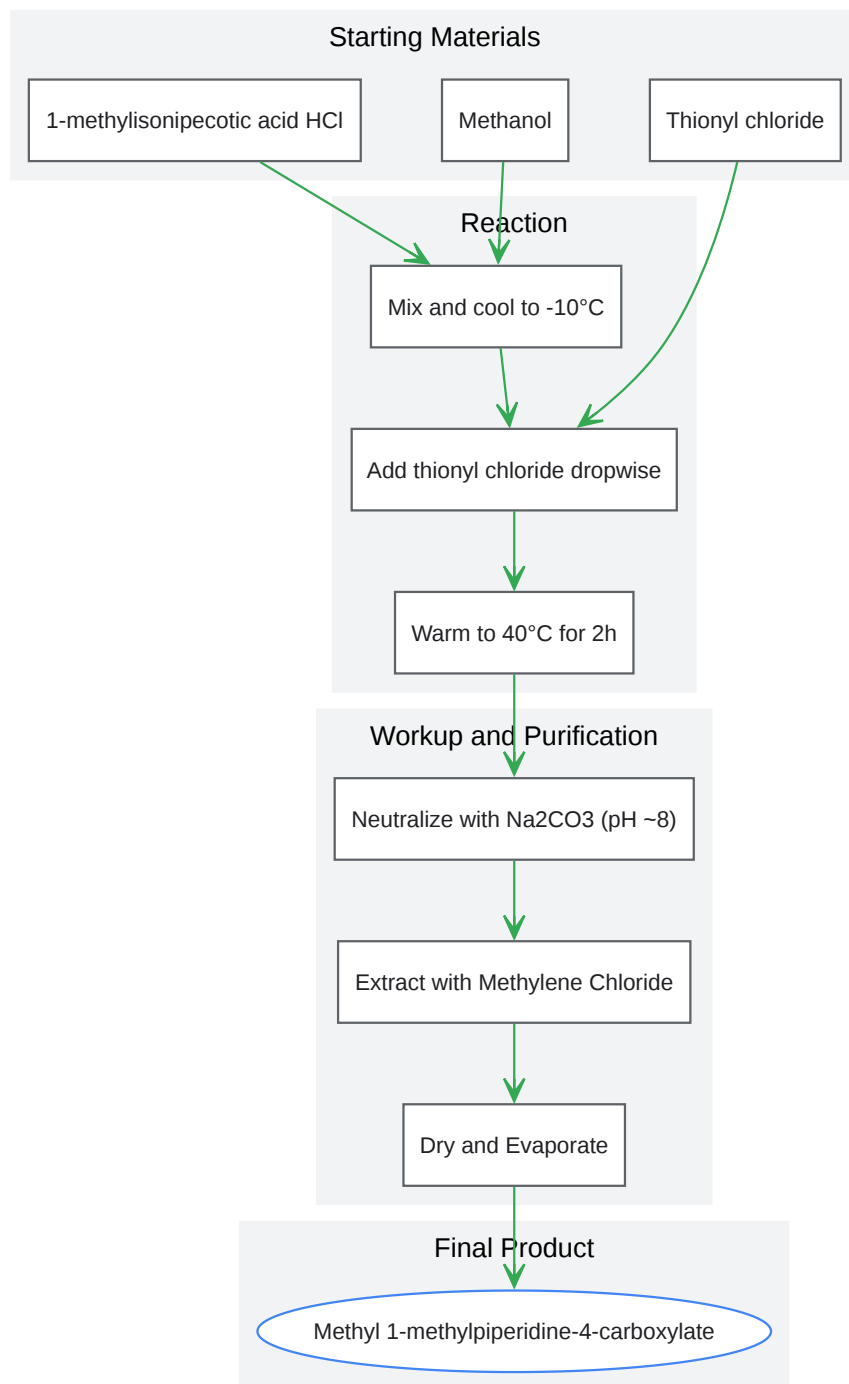 Starting Materials
1-methylisonipecotic acid HCl
Methanol
Thionyl chloride
Reaction
Mix and cool to -10°C
Add thionyl chloride dropwise
Warm to 40°C for 2h
Workup and Purification
Neutralize with Na2CO3 (pH ~8)
Extract with Methylene Chloride
Dry and Evaporate
Final Product
Methyl 1-methylpiperidine-4-carboxylate